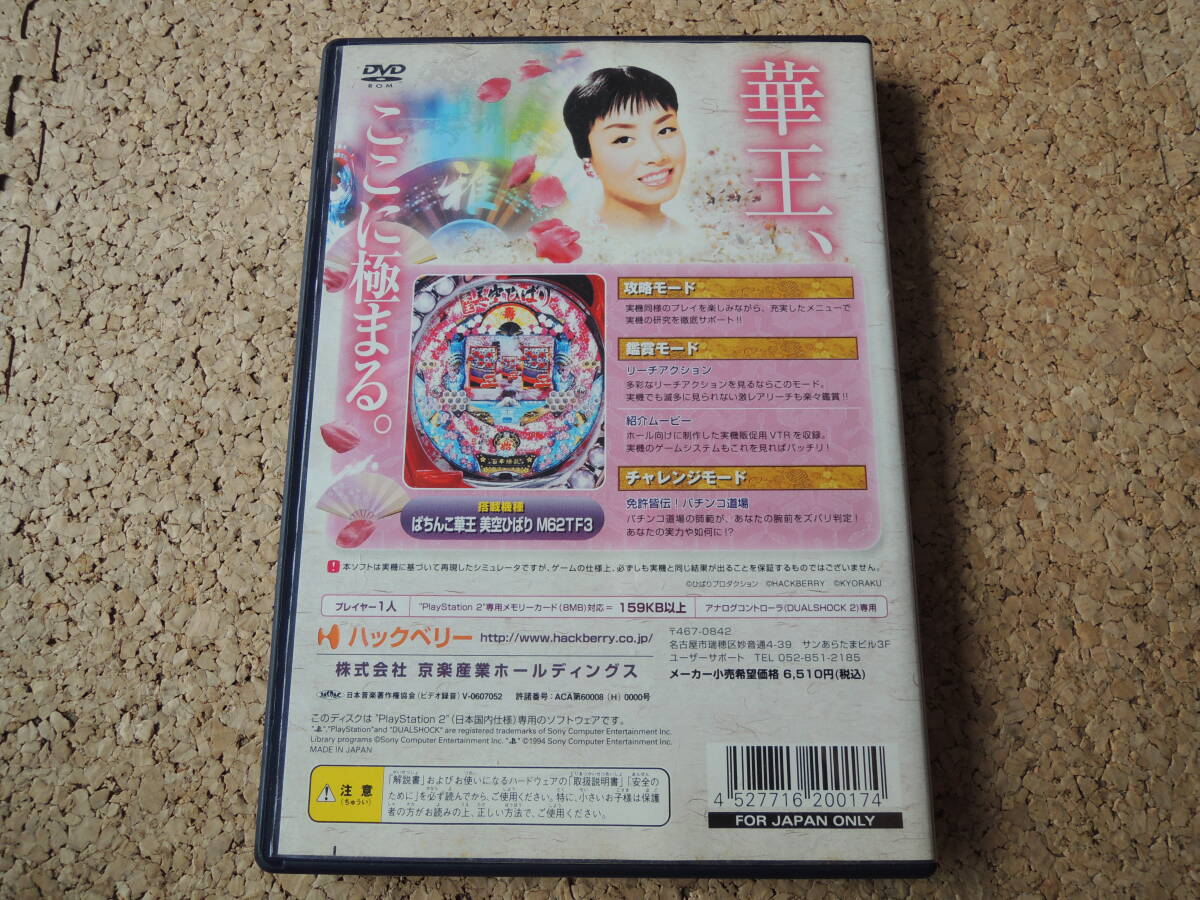 DVD
ROM
華王、
ここに極まる。
雅
美空ひばり
攻略モード
実機同様のプレイを楽しみながら、充実したメニューで
実機の研究を徹底サポート!!
鑑賞モード
リーチアクション
多彩なリーチアクションを見るならこのモード。
実機でも滅多に見られない激レアリーチも楽々鑑賞!!
紹介ムービー
ホール向けに制作した実機販促用VTRを収録。
実機のゲームシステムもこれを見ればバッチリ!
チャレンジモード
免許皆伝!パチンコ道場
パチンコ道場の師範が、あなたの腕前をズバリ判定!
あなたの実力や如何に!?
搭載機種
ぱちんこ華王 美空ひばり M62TF3
! 本ソフトは実機に基づいて再現したシミュレータですが、ゲームの仕様上、必ずしも実機と同じ結果が出ることを保証するものではございません。
©ひばりプロダクション ©HACKBERRY ©KYORAKU
プレイヤー1人 "PlayStation 2"専用メモリーカード(8MB)対応= 159KB以上 アナログコントローラ(DUALSHOCK 2)専用
ハックベリー http://www.hackberry.co.jp/
株式会社 京楽産業ホールディングス
〒467-0842
名古屋市瑞穂区妙音通4-39 サンあらたまビル3F
ユーザーサポート TEL 052-851-2185
メーカー小売希望価格 6,510円(税込)
日本音楽著作権協会(ビデオ録音)V-0607052 許諾番号:ACA第60008(H)0000号
このディスクは"PlayStation 2"(日本国内仕様)専用のソフトウェアです。
"","PlayStation"and "DUALSHOCK" are registered trademarks of Sony Computer Entertainment Inc.
Library programs ©Sony Computer Entertainment Inc. "" ©1994 Sony Computer Entertainment Inc.
MADE IN JAPAN
注意
(ちゅうい)
「解説書」およびお使いになるハードウェアの「取扱説明書」「安全の
ために」を必ず読んでから、ご使用ください。特に、小さいお子様は保護
者の方がお読みの上、正しい方法で、ご使用ください。
4 527716 200174
FOR JAPAN ONLY